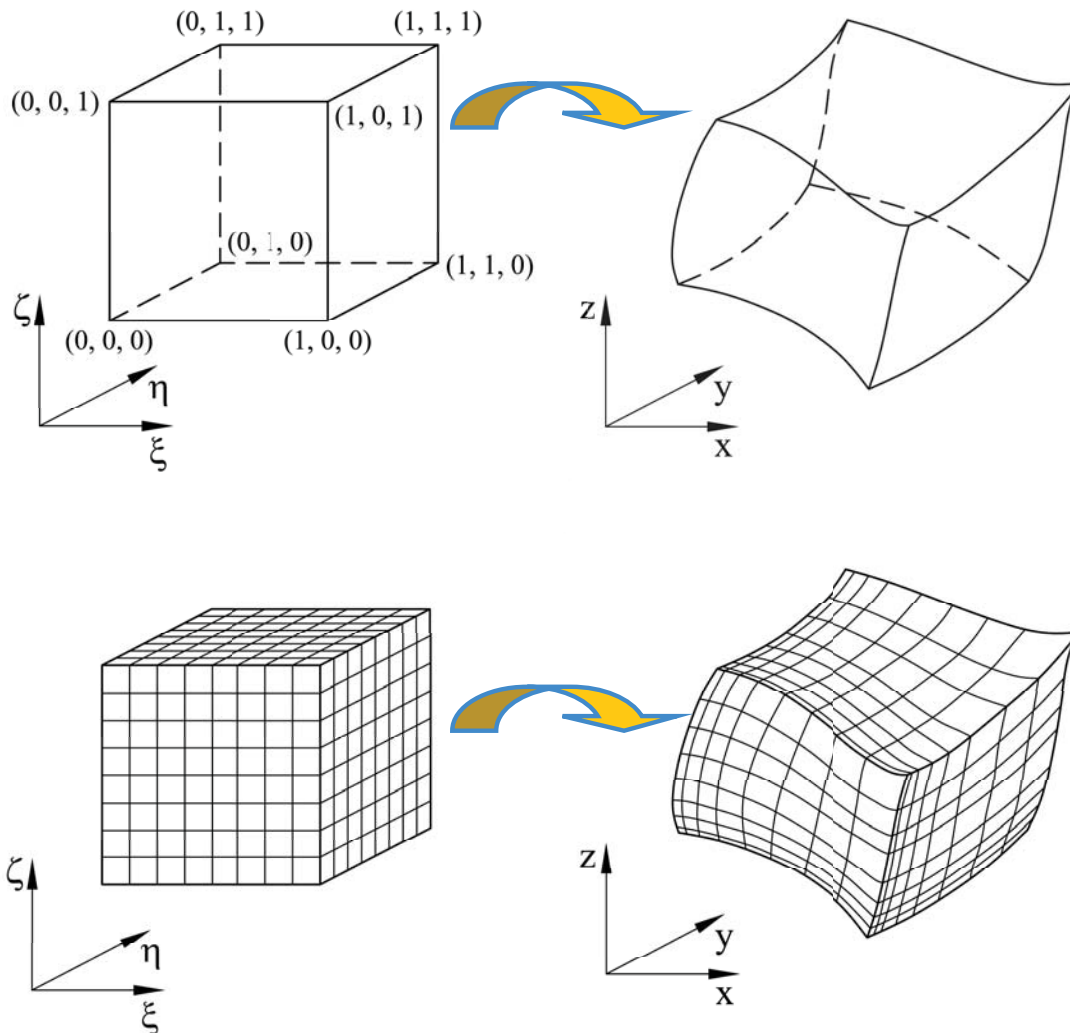 (0, 1, 1)
(1, 1, 1)
(0, 0, 1)
(1, 0, 1)
(0, 1, 0)
(1, 1, 0)
(0, 0, 0)
(1, 0, 0)
ζ
η
ξ
z
y
x
ζ
η
ξ
z
y
x